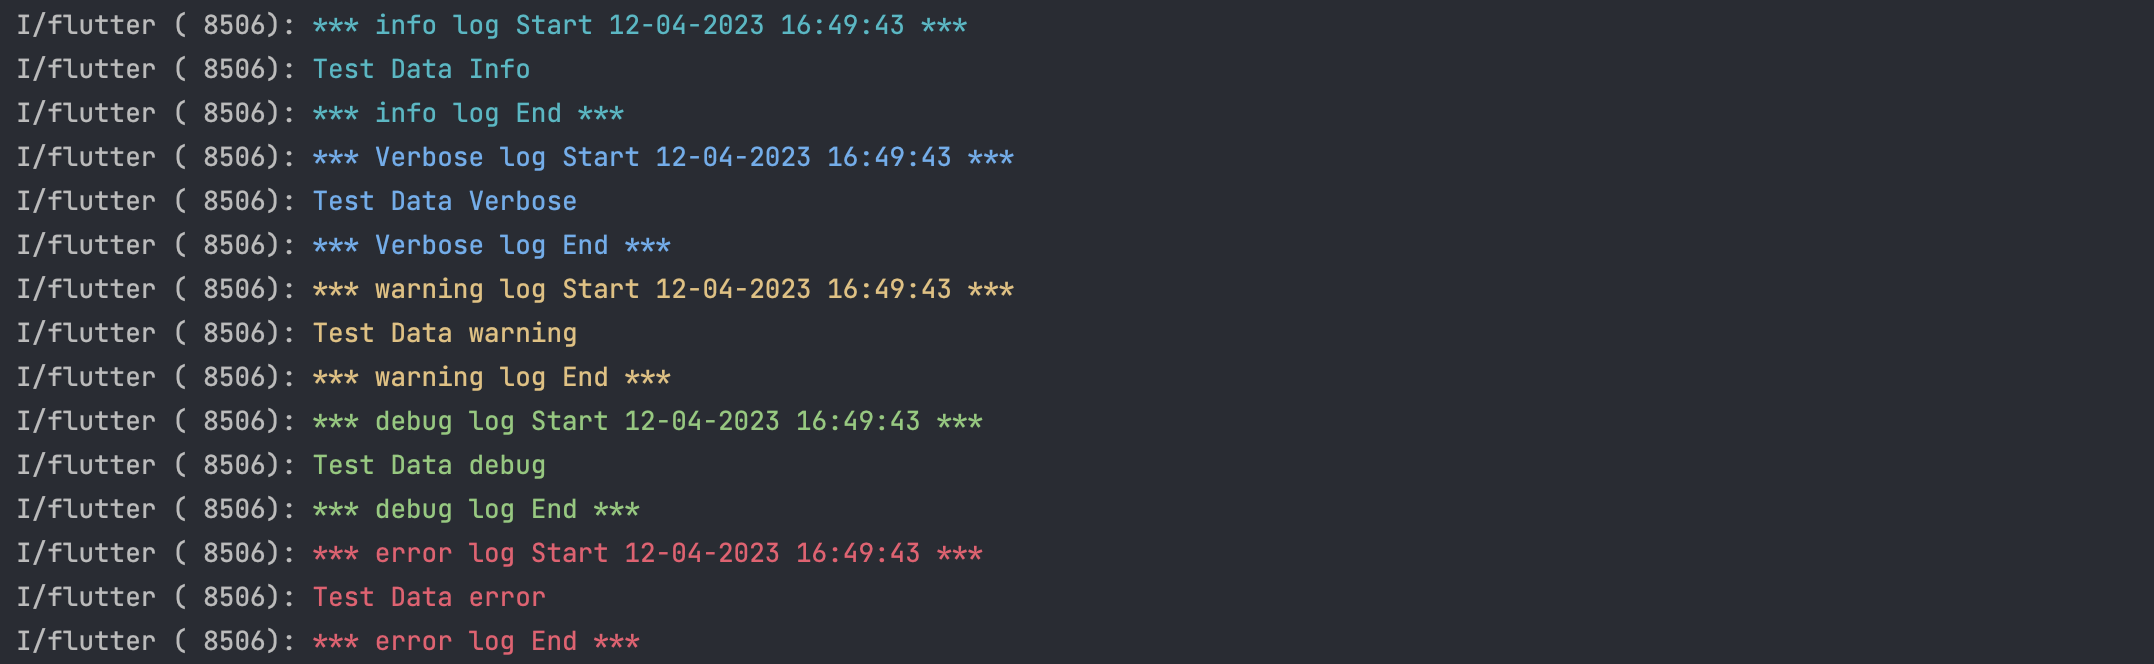 I/flutter ( 8506): *** info log Start 12-04-2023 16:49:43 ***
I/flutter ( 8506): Test Data Info
I/flutter ( 8506): *** info log End ***
I/flutter ( 8506): *** Verbose log Start 12-04-2023 16:49:43 ***
I/flutter ( 8506): Test Data Verbose
I/flutter ( 8506): *** Verbose log End ***
I/flutter ( 8506): *** warning log Start 12-04-2023 16:49:43 ***
I/flutter ( 8506): Test Data warning
I/flutter ( 8506): *** warning log End ***
I/flutter ( 8506): *** debug log Start 12-04-2023 16:49:43 ***
I/flutter ( 8506): Test Data debug
I/flutter ( 8506): *** debug log End ***
I/flutter ( 8506): *** error log Start 12-04-2023 16:49:43 ***
I/flutter ( 8506): Test Data error
I/flutter ( 8506): *** error log End ***